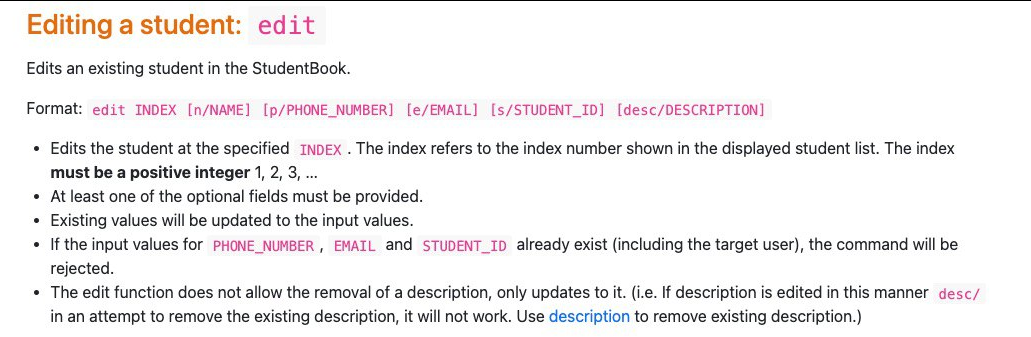 Editing a student: edit
Edits an existing student in the StudentBook.
Format: edit INDEX [n/NAME] [p/PHONE_NUMBER] [e/EMAIL] [s/STUDENT_ID] [desc/DESCRIPTION]
• Edits the student at the specified INDEX . The index refers to the index number shown in the displayed student list. The index
must be a positive integer 1, 2, 3, ...
• At least one of the optional fields must be provided.
• Existing values will be updated to the input values.
• If the input values for PHONE_NUMBER , EMAIL and STUDENT_ID already exist (including the target user), the command will be
rejected.
• The edit function does not allow the removal of a description, only updates to it. (i.e. If description is edited in this manner desc/
in an attempt to remove the existing description, it will not work. Use description to remove existing description.)